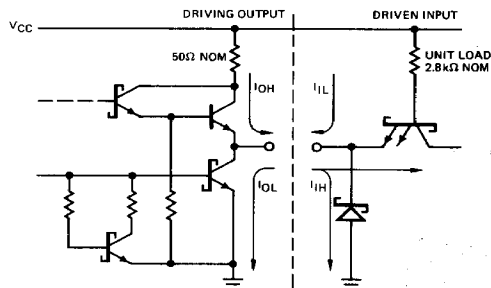 DRIVING OUTPUT
DRIVEN INPUT
VCC
50Ω NOM
UNIT LOAD
2.8kΩ NOM
IOH
IIL
IOL
IIH